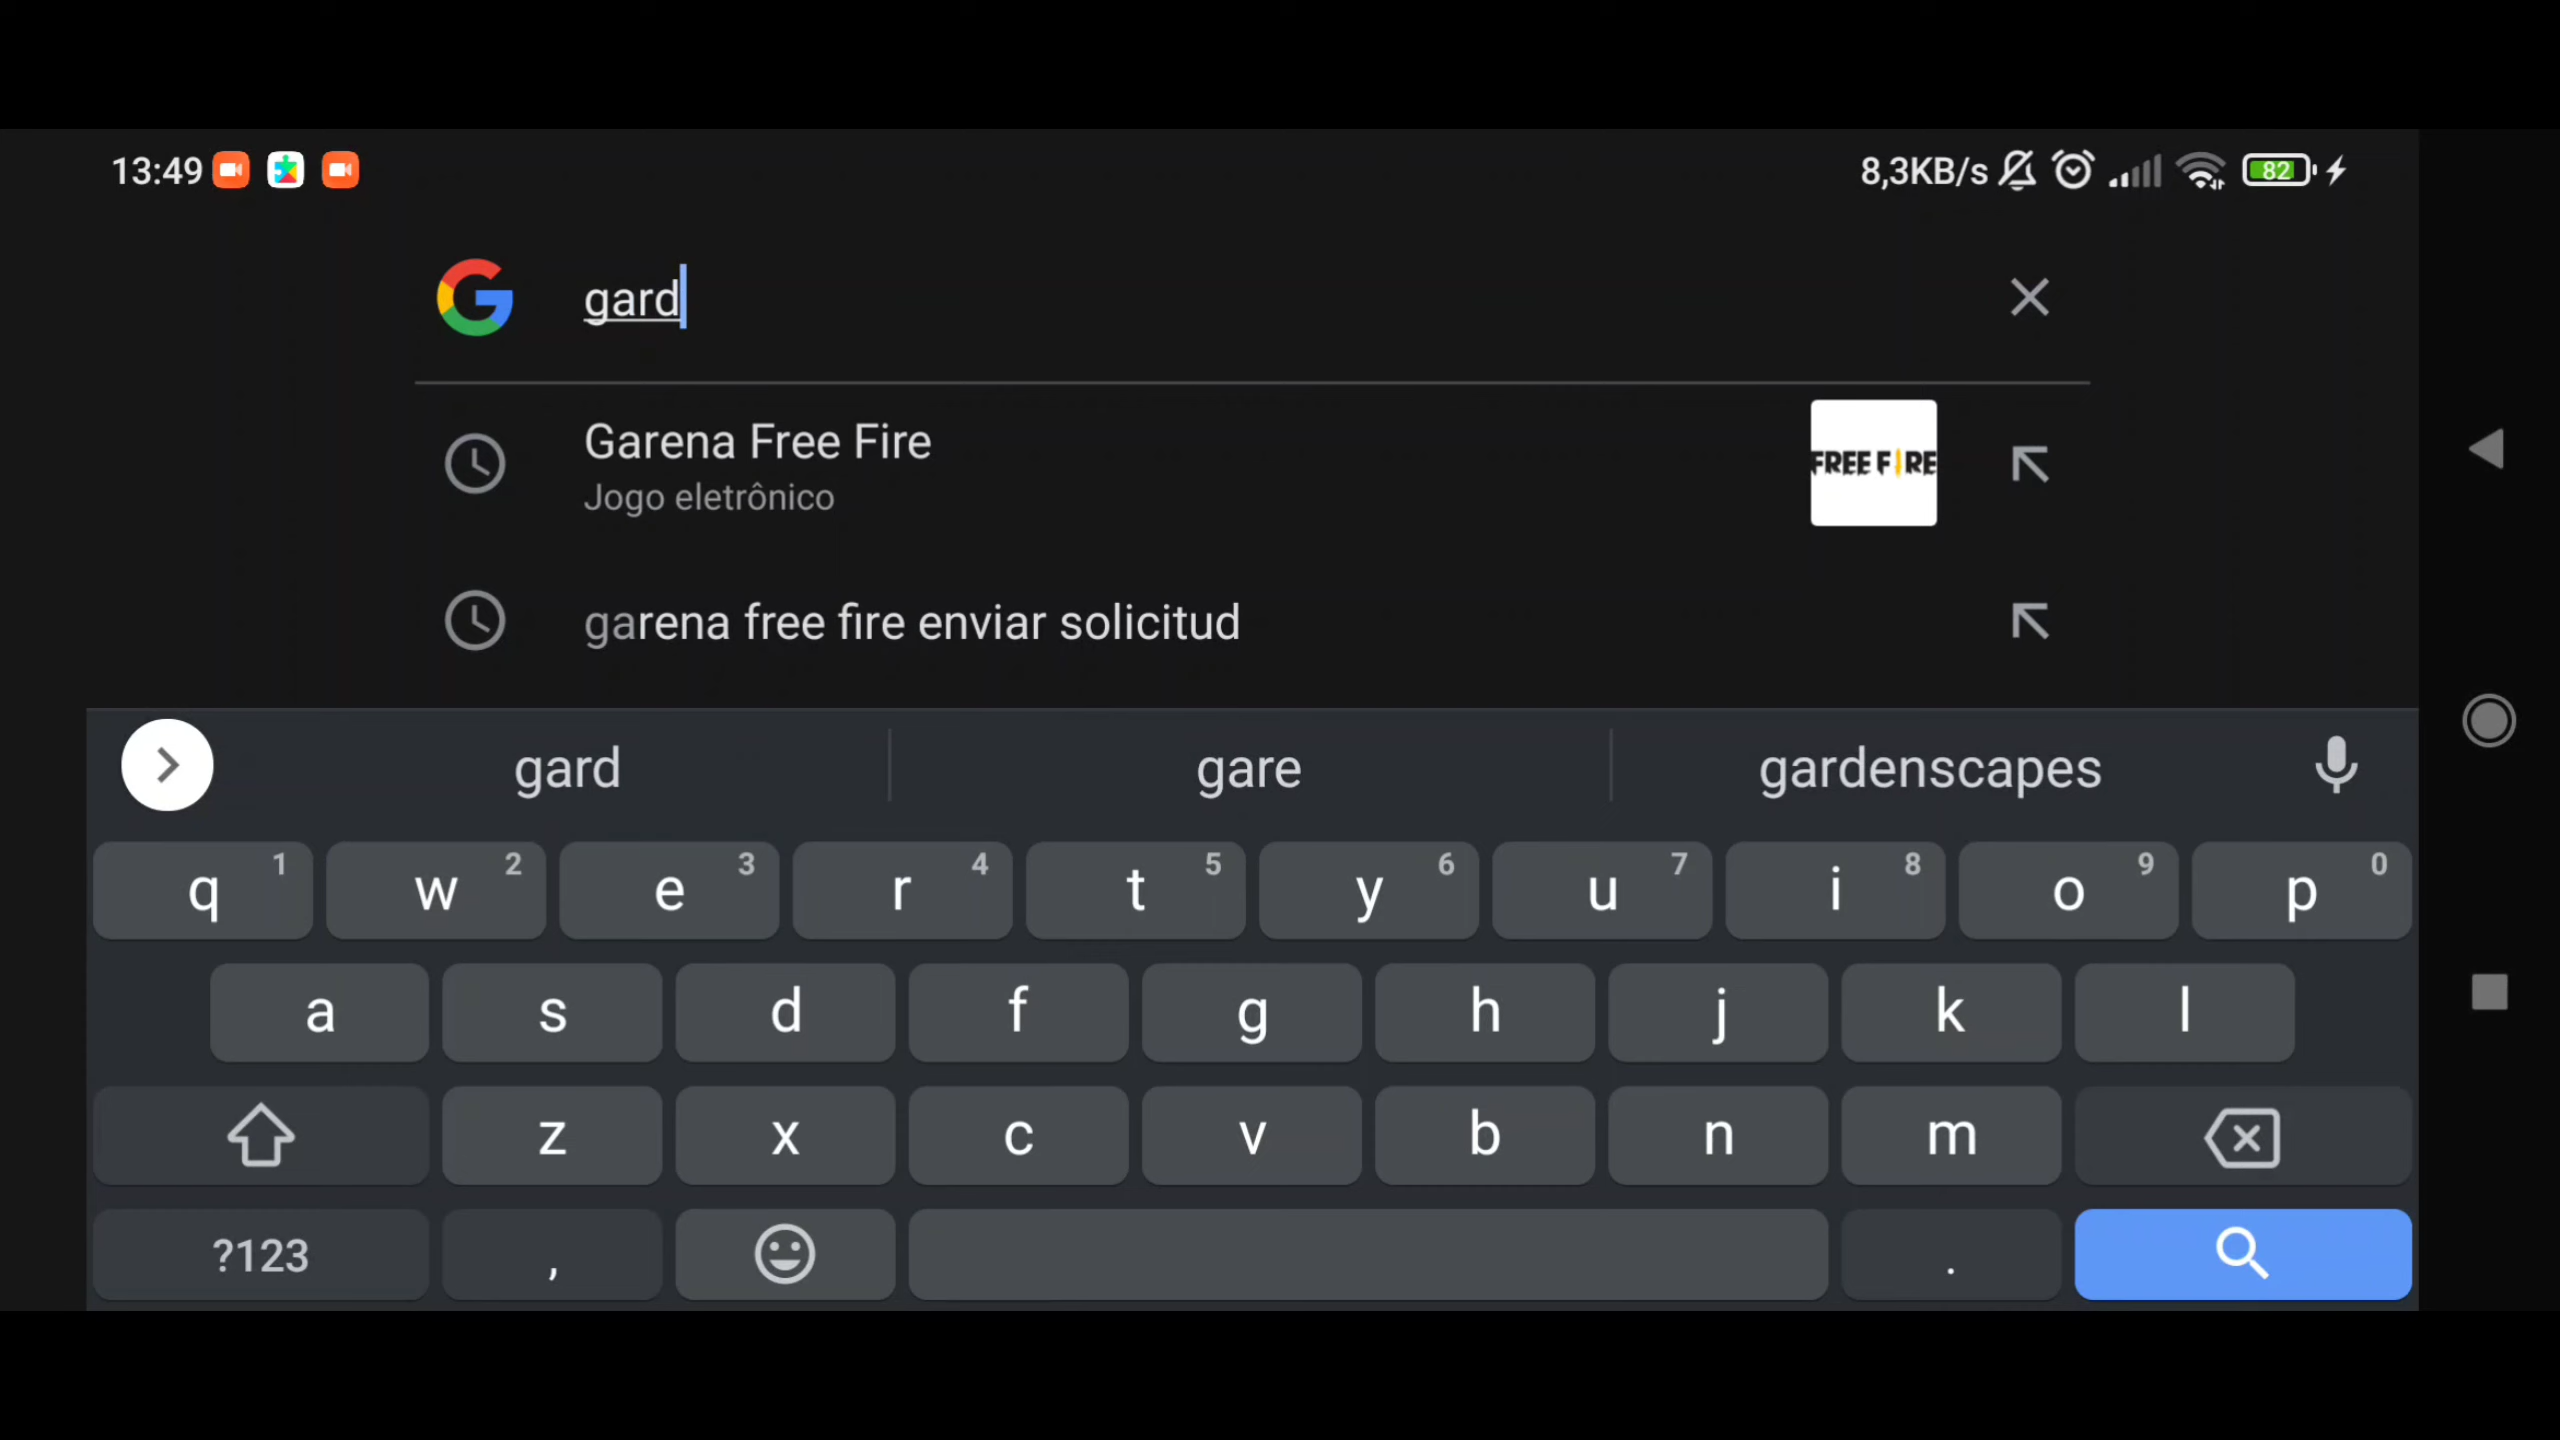 13:49 8,3KB/s 82
gard
Garena Free Fire
Jogo eletrônico
FREE FIRE
garena free fire enviar solicitud
gard gare gardenscapes
q 1 w 2 e 3 r 4 t 5 y 6 u 7 i 8 o 9 p 0
a s d f g h j k l
z x c v b n m
?123 , .